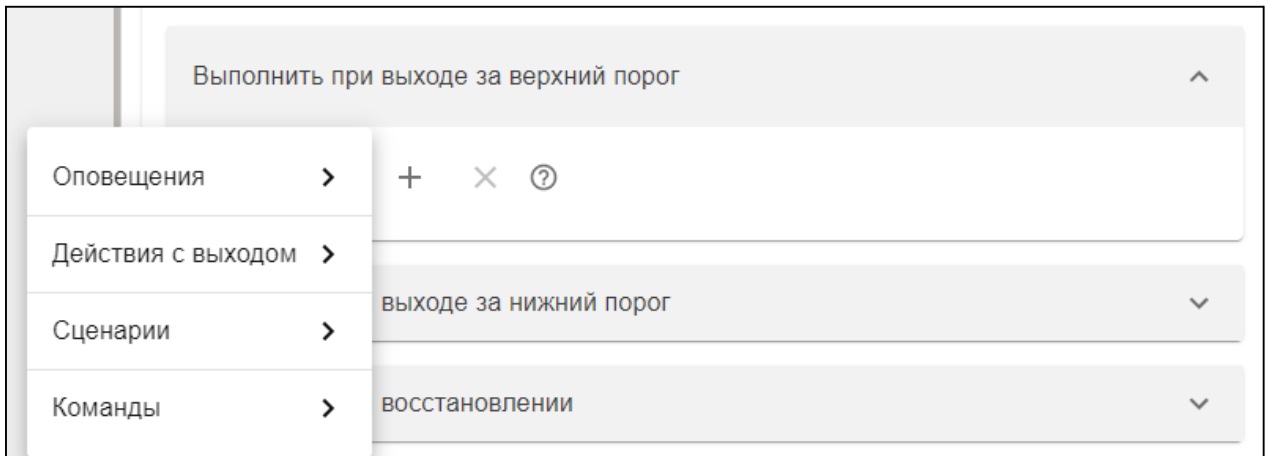 Выполнить при выходе за верхний порог
Оповещения
Действия с выходом
выходе за нижний порог
Сценарии
восстановлении
Команды